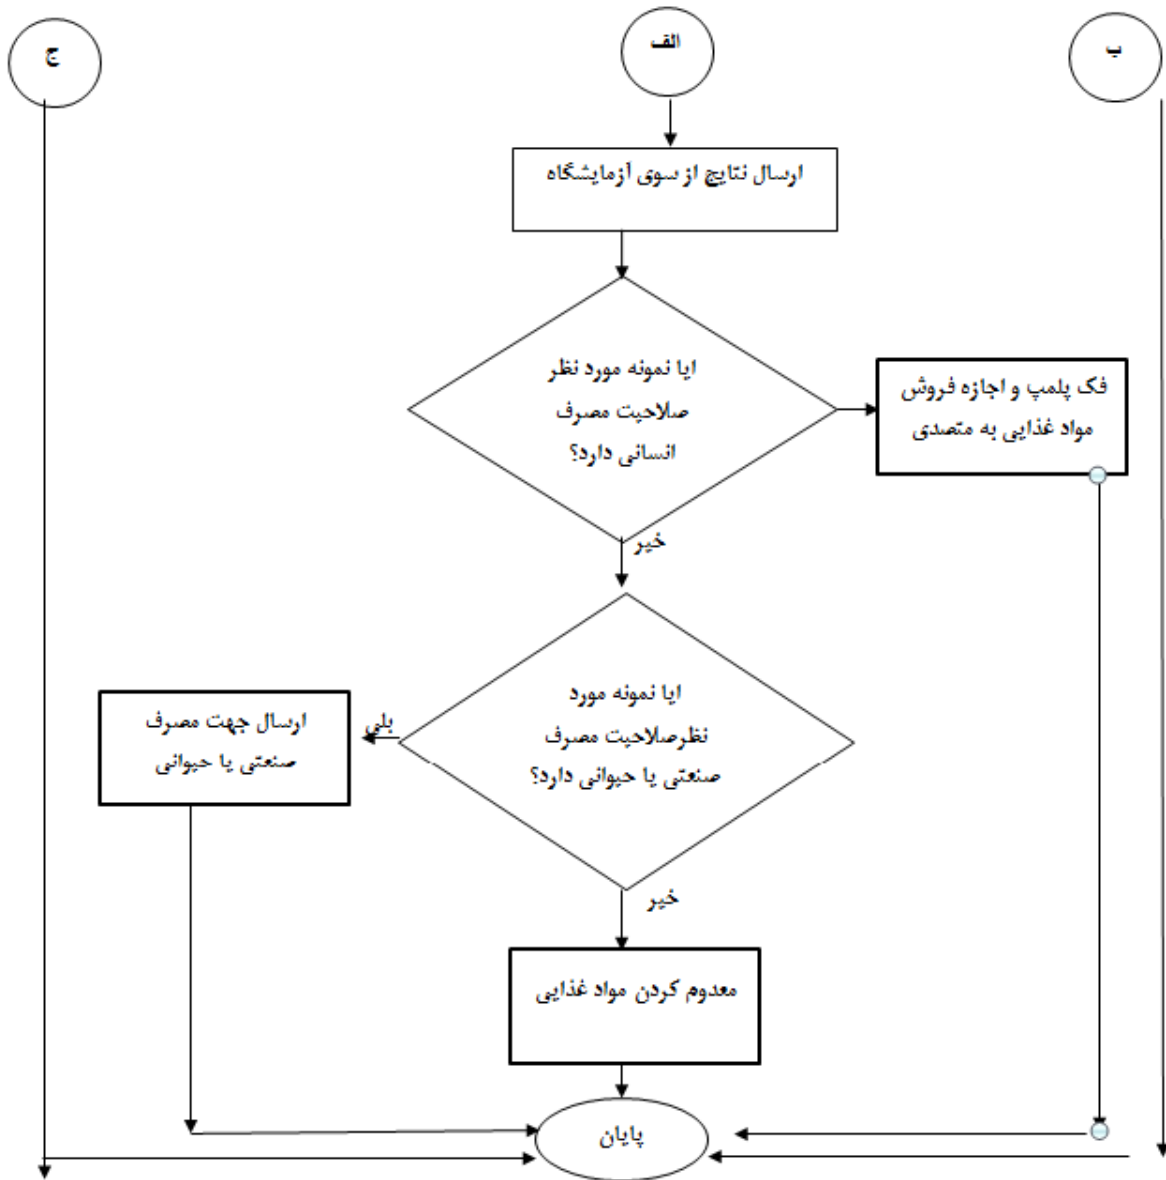 ج
الف
ب
ارسال نتایج از سوی آزمایشگاه
ایا نمونه مورد نظر
صلاحیت مصرف
انسانی دارد؟
فک پلمپ و اجازه فروش
مواد غذایی به متصدی
خیر
ایا نمونه مورد
نظرصلاحیت مصرف
صنعتی یا حیوانی دارد؟
بلی
ارسال جهت مصرف
صنعتی یا حیوانی
خیر
معدوم کردن مواد غذایی
پایان